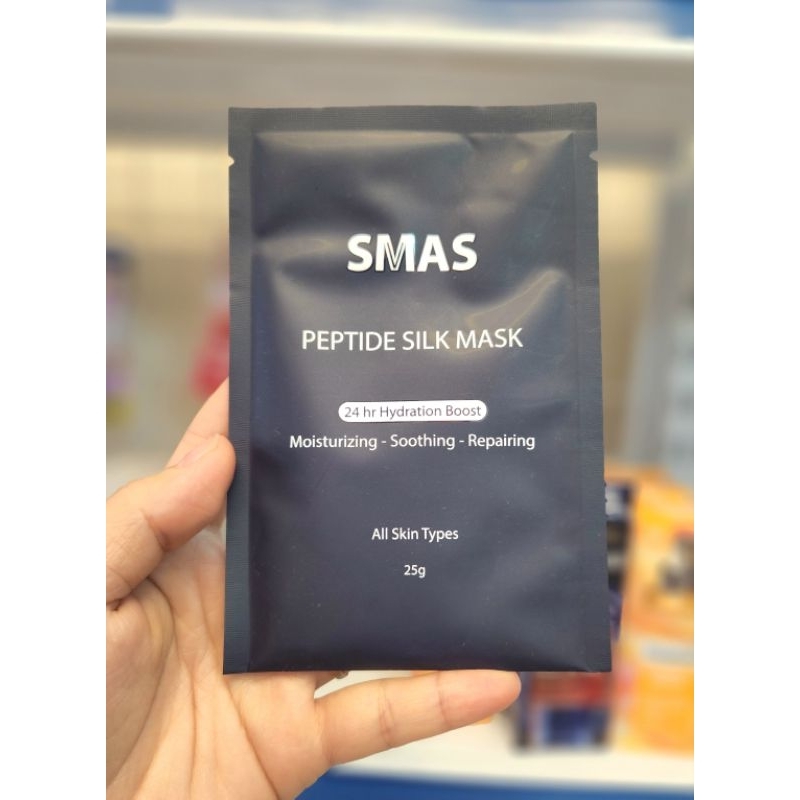 SMAS
PEPTIDE SILK MASK
24 hr Hydration Boost
Moisturizing - Soothing - Repairing
All Skin Types
25g